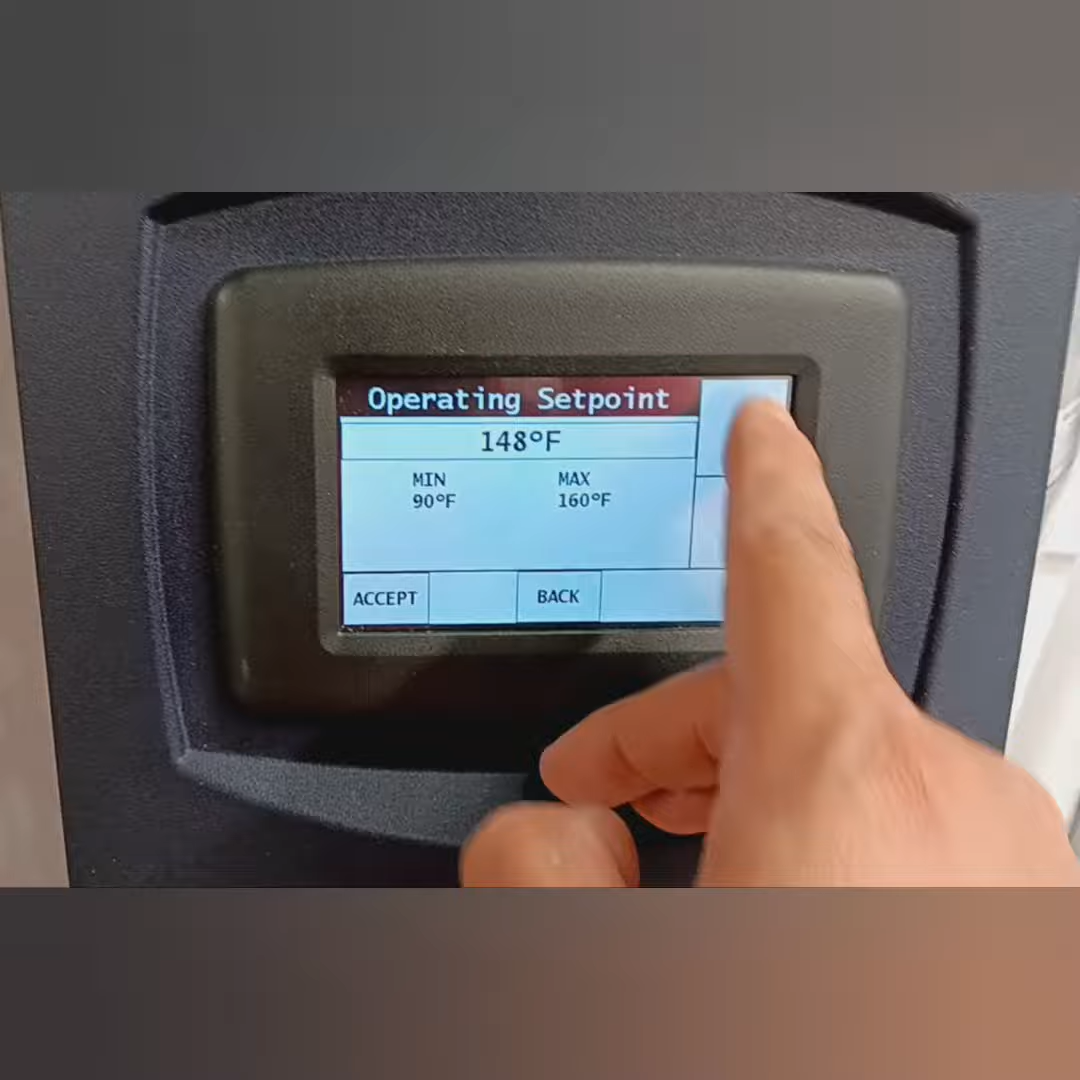 Operating Setpoint
148°F
MIN MAX
90°F 160°F
ACCEPT BACK